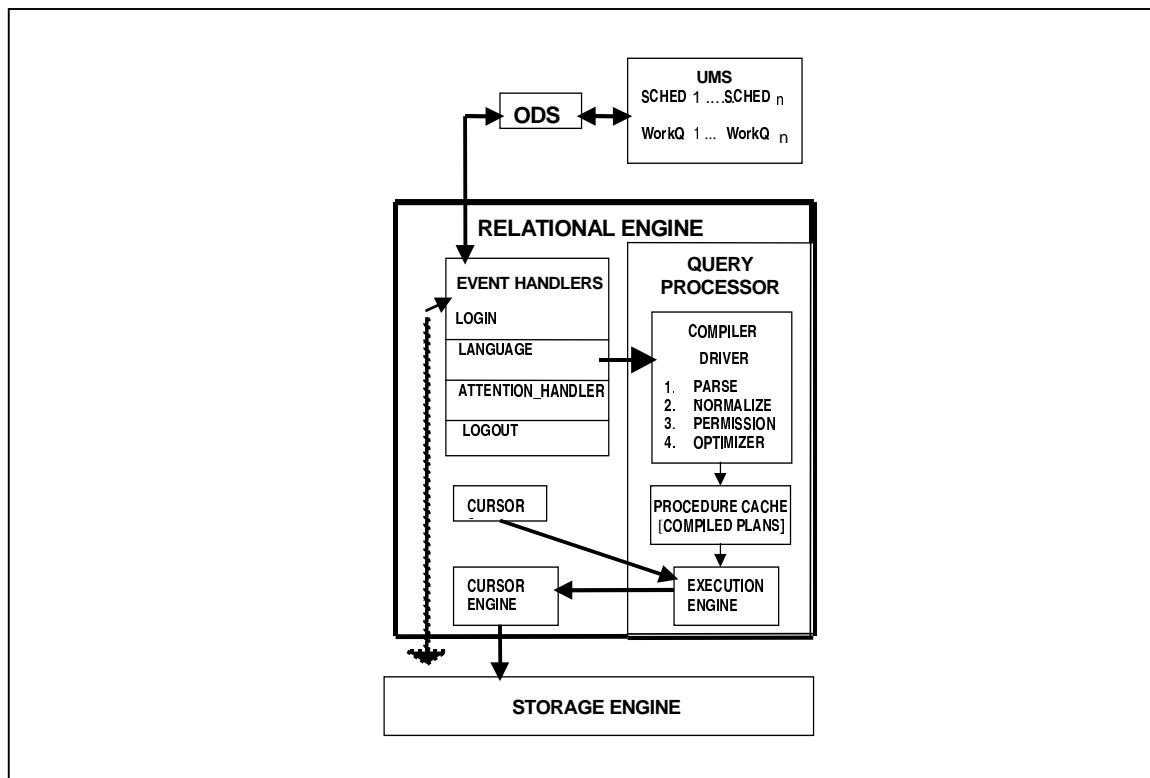 UMS
SCHED 1 ..... SCHED n
WorkQ 1 ... WorkQ n
ODS
RELATIONAL ENGINE
EVENT HANDLERS
LOGIN
LANGUAGE
ATTENTION_HANDLER
LOGOUT
QUERY
PROCESSOR
COMPILER
DRIVER
1. PARSE
2. NORMALIZE
3. PERMISSION
4. OPTIMIZER
CURSOR
PROCEDURE CACHE
[COMPILED PLANS]
CURSOR
ENGINE
EXECUTION
ENGINE
STORAGE ENGINE